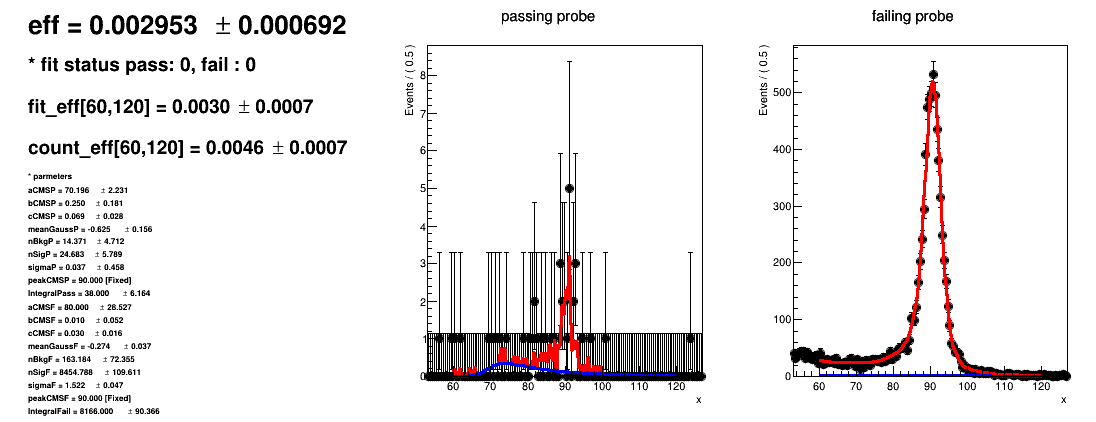 eff = 0.002953 ± 0.000692
* fit status pass: 0, fail : 0
fit_eff[60,120] = 0.0030 ± 0.0007
count_eff[60,120] = 0.0046 ± 0.0007
* parmeters
aCMSP = 70.196 ± 2.231
bCMSP = 0.250 ± 0.181
cCMSP = 0.069 ± 0.028
meanGaussP = -0.625 ± 0.156
nBkgP = 14.371 ± 4.712
nSigP = 24.683 ± 5.789
sigmaP = 0.037 ± 0.458
peakCMSP = 90.000 [Fixed]
IntegralPass = 38.000 ± 6.164
aCMSF = 80.000 ± 28.527
bCMSF = 0.010 ± 0.052
cCMSF = 0.030 ± 0.016
meanGaussF = -0.274 ± 0.037
nBkgF = 163.184 ± 72.355
nSigF = 8454.788 ± 109.611
sigmaF = 1.522 ± 0.047
peakCMSF = 90.000 [Fixed]
IntegralFail = 8166.000 ± 90.366
passing probe
Events / ( 0.5 )
8
7
6
5
4
3
2
1
0
60 70 80 90 100 110 120
x
failing probe
Events / ( 0.5 )
500
400
300
200
100
0
60 70 80 90 100 110 120
x